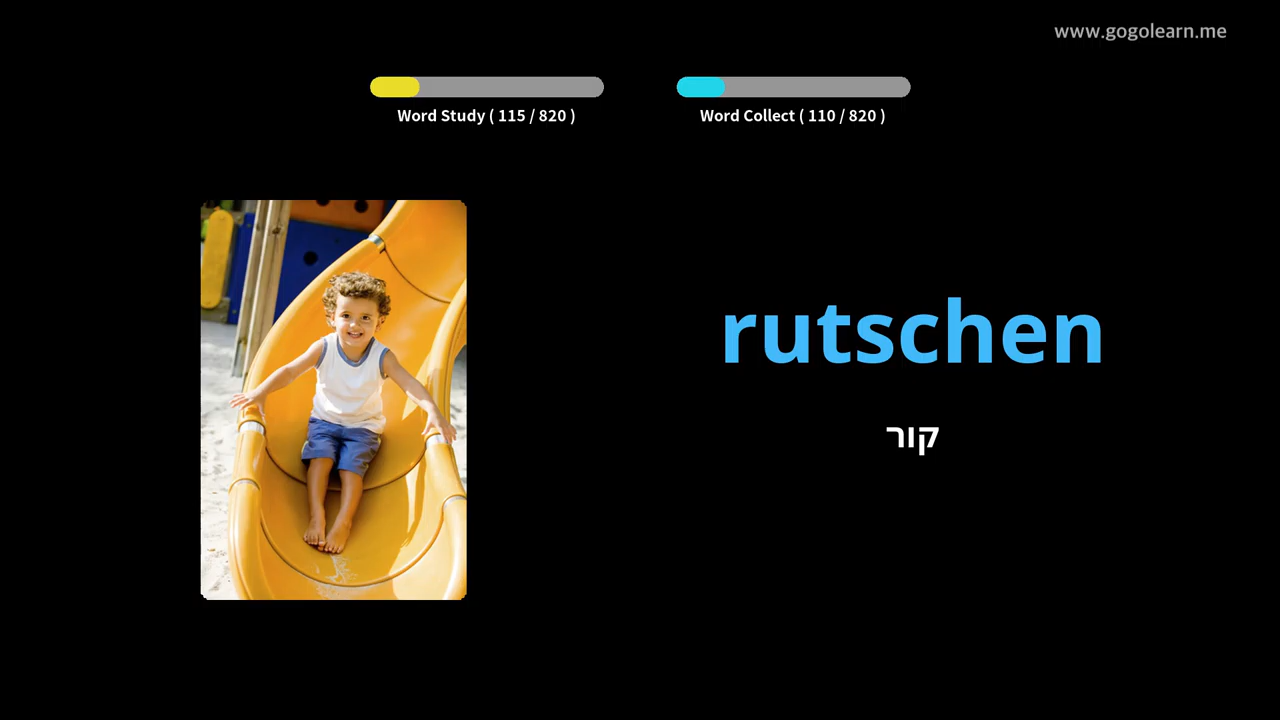 www.gogolearn.me
Word Study ( 115 / 820 )
Word Collect ( 110 / 820 )
rutschen
קור